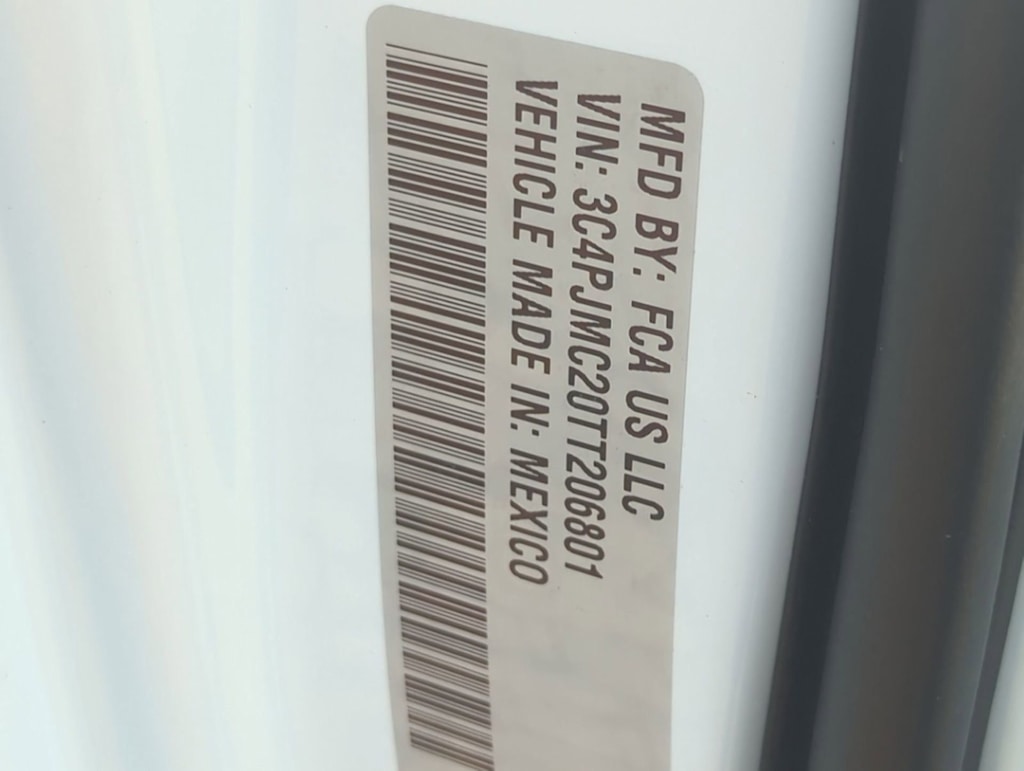 MFD BY: FCA US LLC
VIN: 3C4PJMC20TT206801
VEHICLE MADE IN: MEXICO